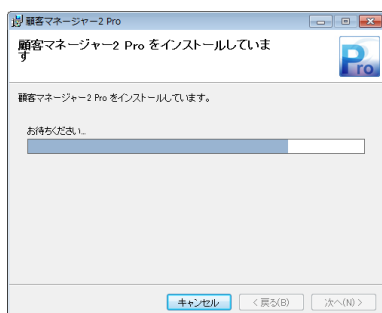 顧客マネージャー2 Pro
顧客マネージャー2 Pro をインストールしていま
す
Pro
顧客マネージャー2 Pro をインストールしています。
お待ちください...
キャンセル
< 戻る(B)
次へ(N) >